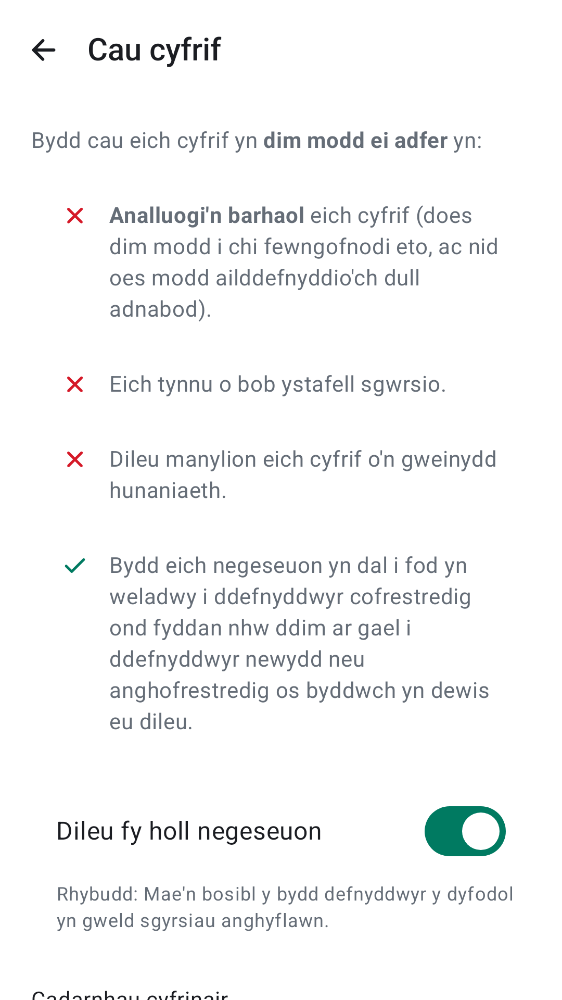 Cau cyfrif
Bydd cau eich cyfrif yn dim modd ei adfer yn:
Analluogi'n barhaol eich cyfrif (does
dim modd i chi fewngofnodi eto, ac nid
oes modd ailddefnyddio'ch dull
adnabod).
Eich tynnu o bob ystafell sgwrsio.
Dileu manylion eich cyfrif o'n gweinydd
hunaniaeth.
Bydd eich negeseuon yn dal i fod yn
weladwy i ddefnyddwyr cofrestredig
ond fyddan nhw ddim ar gael i
ddefnyddwyr newydd neu
anghofrestredig os byddwch yn dewis
eu dileu.
Dileu fy holl negeseuon
Rhybudd: Mae'n bosibl y bydd defnyddwyr y dyfodol
yn gweld sgyrsiau anghyflawn.
Cadarnhau cyfrinair